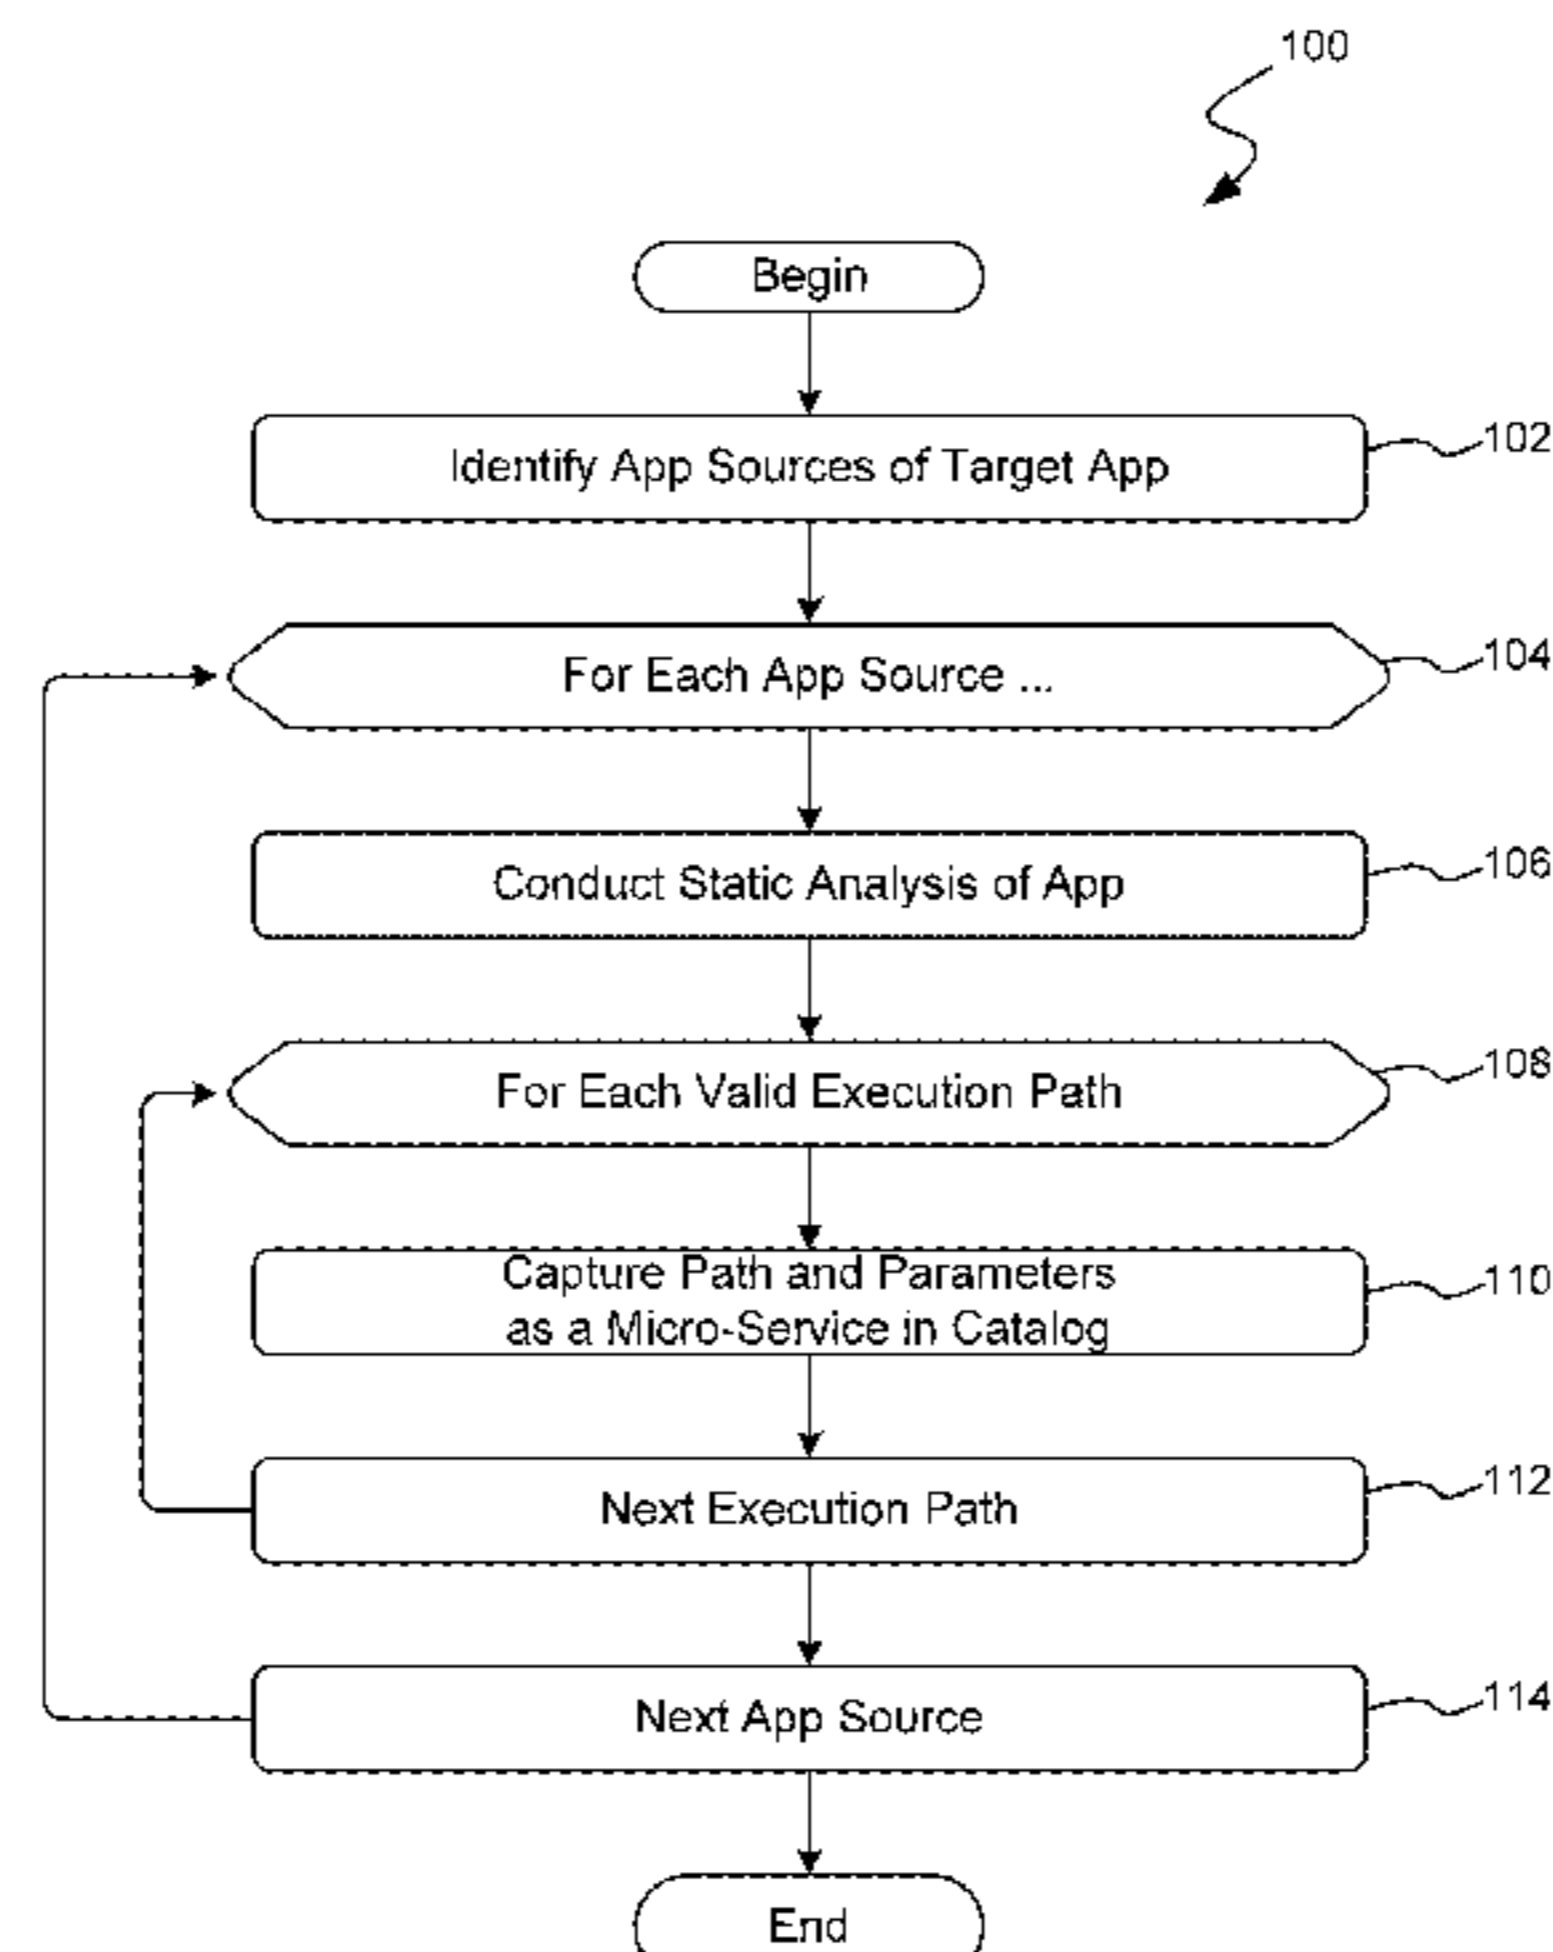 100
Begin
Identify App Sources of Target App
102
For Each App Source ...
104
Conduct Static Analysis of App
106
For Each Valid Execution Path
108
Capture Path and Parameters
as a Micro-Service in Catalog
110
Next Execution Path
112
Next App Source
114
End